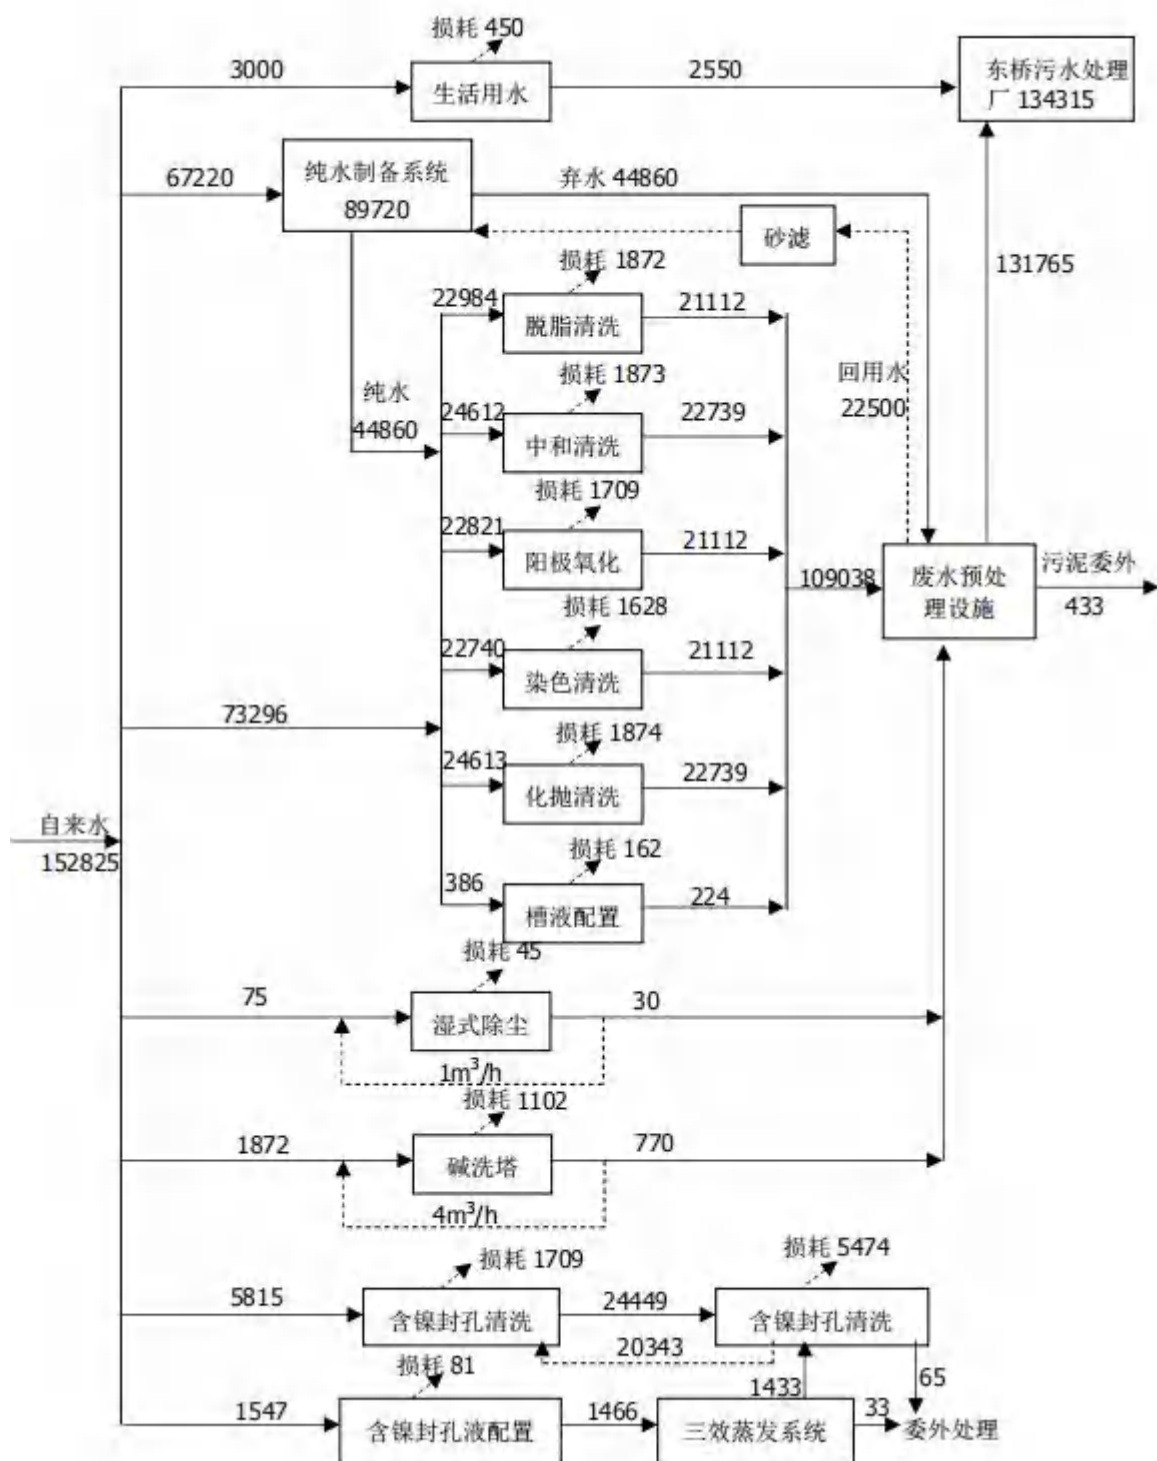 损耗 450
3000
生活用水
2550
东桥污水处理
厂 134315
67220
纯水制备系统
89720
弃水 44860
砂滤
131765
损耗 1872
22984
脱脂清洗
21112
回用水
22500
损耗 1873
纯水
44860
24612
中和清洗
22739
损耗 1709
22821
阳极氧化
21112
109038
废水预处
理设施
污泥委外
433
损耗 1628
22740
染色清洗
21112
73296
损耗 1874
24613
化抛清洗
22739
自来水
152825
损耗 162
386
槽液配置
224
损耗 45
75
湿式除尘
30
1m³/h
损耗 1102
1872
碱洗塔
770
4m³/h
损耗 1709
损耗 5474
5815
含镍封孔清洗
24449
含镍封孔清洗
20343
损耗 81
1433
65
1547
含镍封孔液配置
1466
三效蒸发系统
33
委外处理